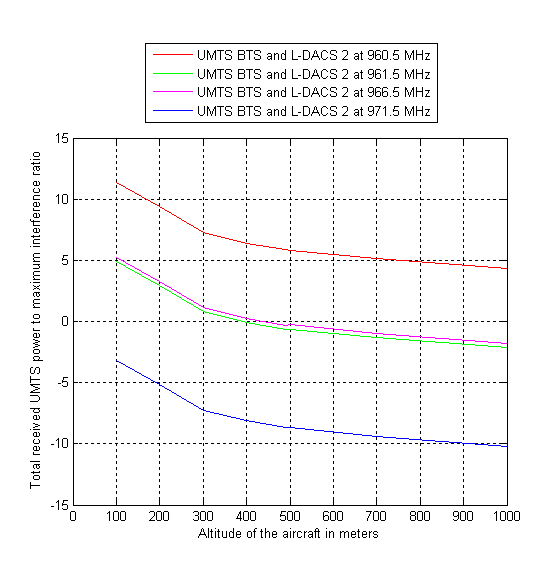 UMTS BTS and L-DACS 2 at 960.5 MHz
UMTS BTS and L-DACS 2 at 961.5 MHz
UMTS BTS and L-DACS 2 at 966.5 MHz
UMTS BTS and L-DACS 2 at 971.5 MHz
Total received UMTS power to maximum interference ratio
15
10
5
0
-5
-10
-15
0 100 200 300 400 500 600 700 800 900 1000
Altitude of the aircraft in meters